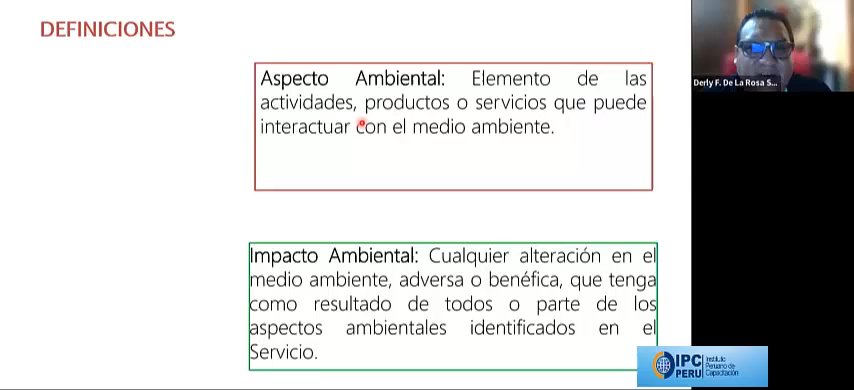 DEFINICIONES
Aspecto Ambiental: Elemento de las
actividades, productos o servicios que puede
interactuar con el medio ambiente.
Impacto Ambiental: Cualquier alteración en el
medio ambiente, adversa o benéfica, que tenga
como resultado de todos o parte de los
aspectos ambientales identificados en el
Servicio.
Derly F. De La Rosa S...
IPC
PERU
Instituto
Peruano de
Capacitación